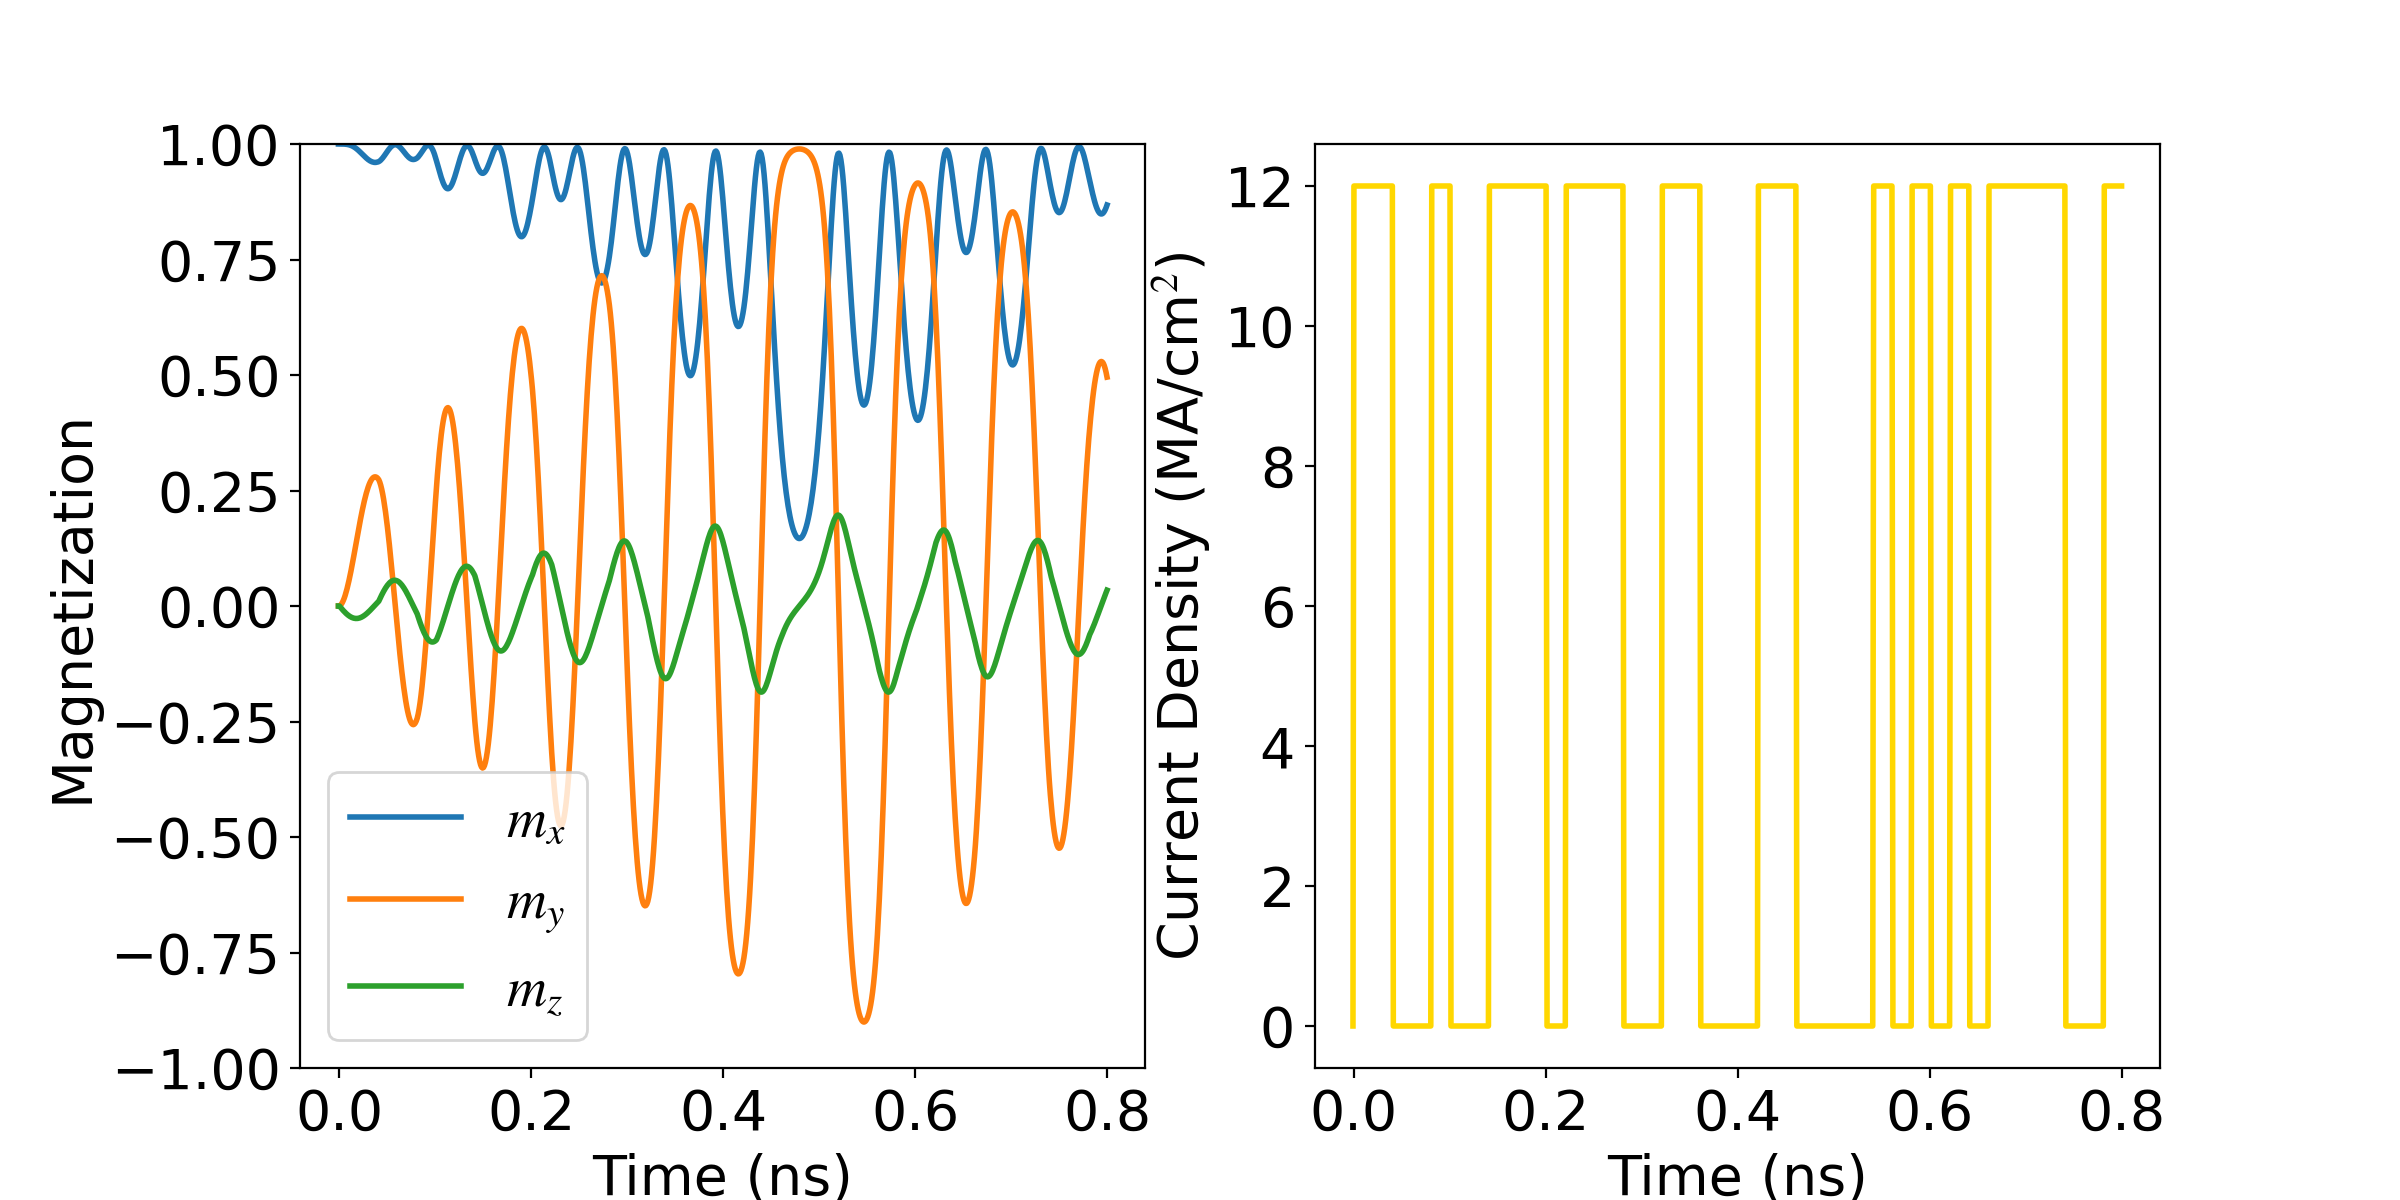 Magnetization
1.00
0.75
0.50
0.25
0.00
−0.25
−0.50
−0.75
−1.00
m_x
m_y
m_z
0.0 0.2 0.4 0.6 0.8
Time (ns)
Current Density (MA/cm²)
12
10
8
6
4
2
0
0.0 0.2 0.4 0.6 0.8
Time (ns)